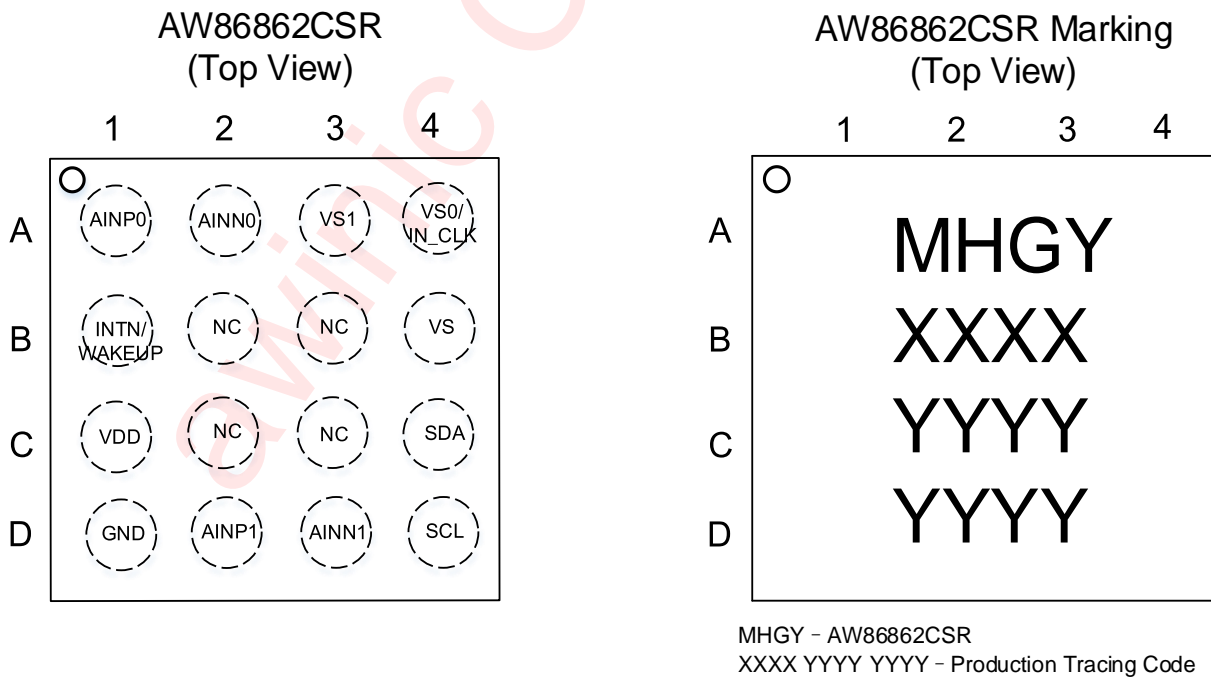 AW86862CSR
(Top View)
1 2 3 4
A AINP0 AINN0 VS1 VS0/
IN_CLK
B INTN/
WAKEUP NC NC VS
C VDD NC NC SDA
D GND AINP1 AINN1 SCL
AW86862CSR Marking
(Top View)
1 2 3 4
A MHGY
B XXXX
C YYYY
D YYYY
MHGY - AW86862CSR
XXXX YYYY YYYY - Production Tracing Code
awinic C